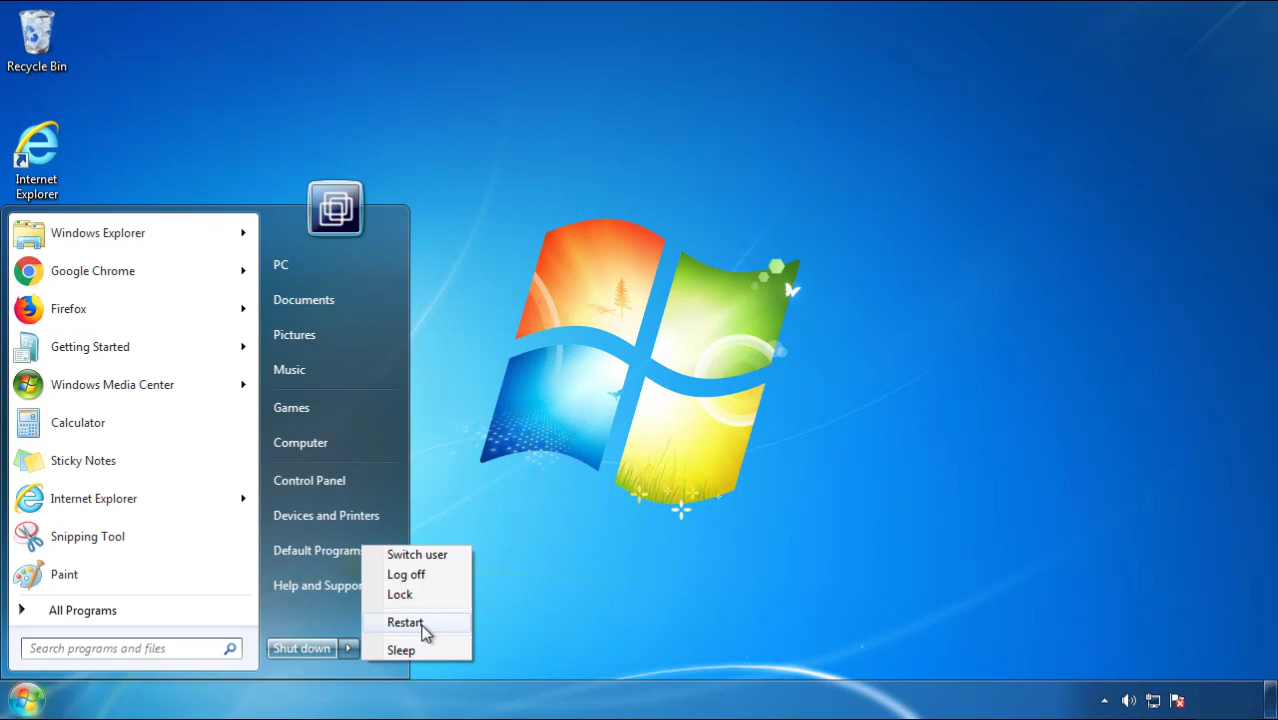 Recycle Bin
Internet
Explorer
Windows Explorer
Google Chrome
Firefox
Getting Started
Windows Media Center
Calculator
Sticky Notes
Internet Explorer
Snipping Tool
Paint
All Programs
Search programs and files
PC
Documents
Pictures
Music
Games
Computer
Control Panel
Devices and Printers
Default Program
Help and Suppor
Shut down
Switch user
Log off
Lock
Restart
Sleep